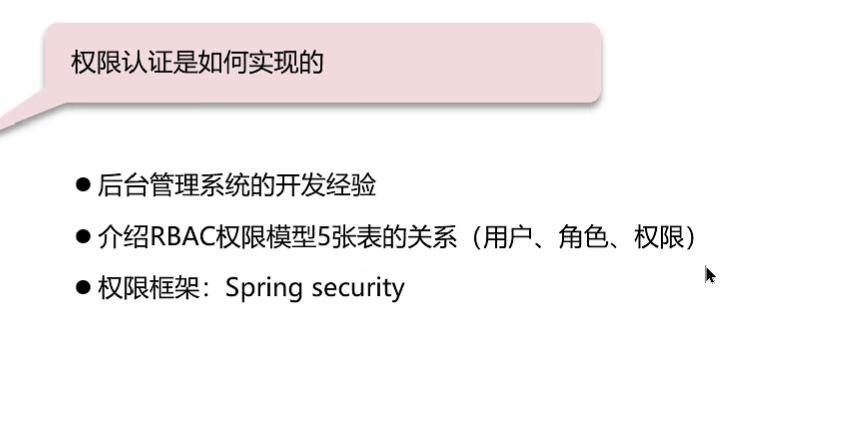 权限认证是如何实现的
● 后台管理系统的开发经验
● 介绍RBAC权限模型5张表的关系（用户、角色、权限）
● 权限框架：Spring security